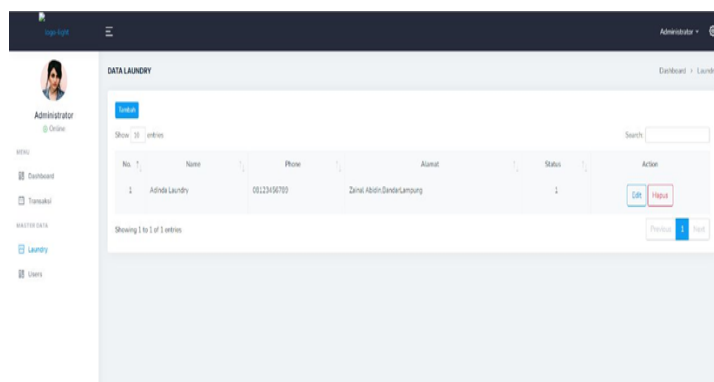 logo-light
Administrator
DATA LAUNDRY
Dashboard > Laundr
Administrator
Online
MENU
Dashboard
Transaksi
MASTER DATA
Laundry
Users
Tambah
Show 10 entries
Search:
No. Name Phone Alamat Status Action
1 Adinda Laundry 08123456789 Zainal Abidin,BandarLampung 1 Edit Hapus
Showing 1 to 1 of 1 entries
Previous 1 Next